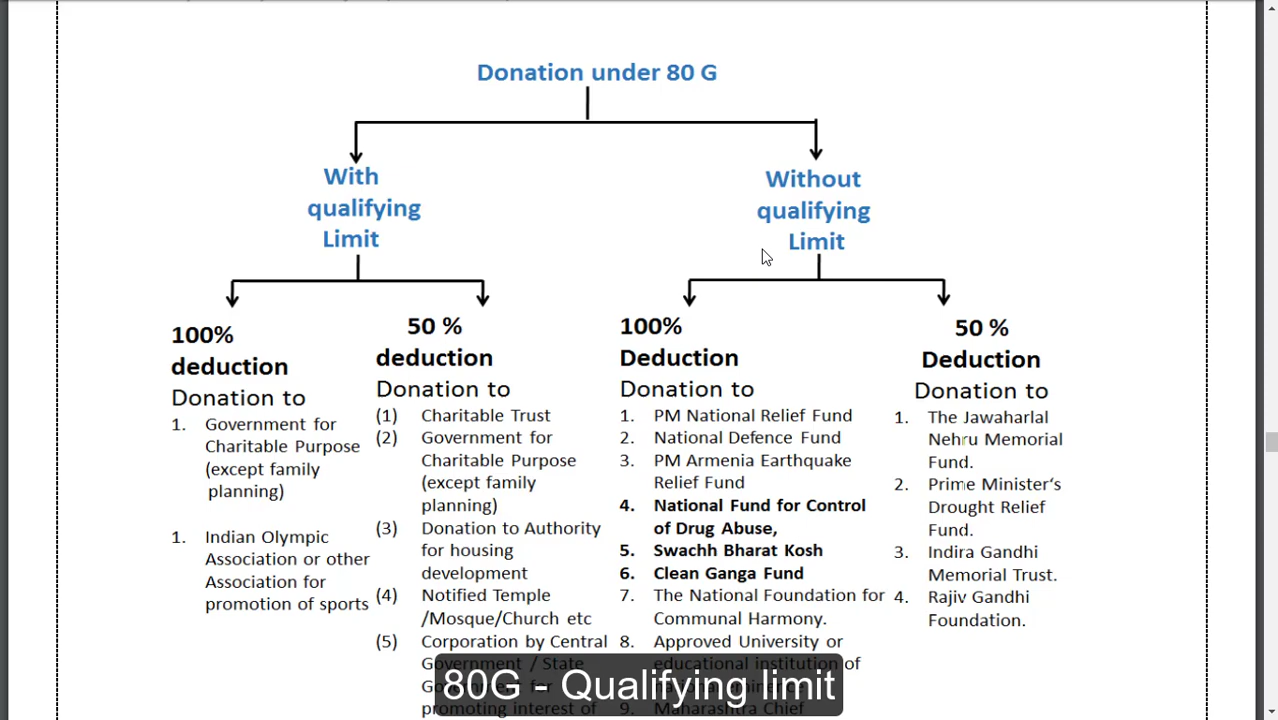 Donation under 80 G
With
qualifying
Limit
Without
qualifying
Limit
100%
deduction
Donation to
1. Government for
Charitable Purpose
(except family
planning)
1. Indian Olympic
Association or other
Association for
promotion of sports
50 %
deduction
Donation to
(1) Charitable Trust
(2) Government for
Charitable Purpose
(except family
planning)
(3) Donation to Authority
for housing
development
(4) Notified Temple
/Mosque/Church etc
(5) Corporation by Central
Government / State
Government for
promoting interest of
100%
Deduction
Donation to
1. PM National Relief Fund
2. National Defence Fund
3. PM Armenia Earthquake
Relief Fund
4. National Fund for Control
of Drug Abuse,
5. Swachh Bharat Kosh
6. Clean Ganga Fund
7. The National Foundation for
Communal Harmony.
8. Approved University or
educational institution of
national eminence
9. Maharashtra Chief
50 %
Deduction
Donation to
1. The Jawaharlal
Nehru Memorial
Fund.
2. Prime Minister‘s
Drought Relief
Fund.
3. Indira Gandhi
Memorial Trust.
4. Rajiv Gandhi
Foundation.
80G - Qualifying limit